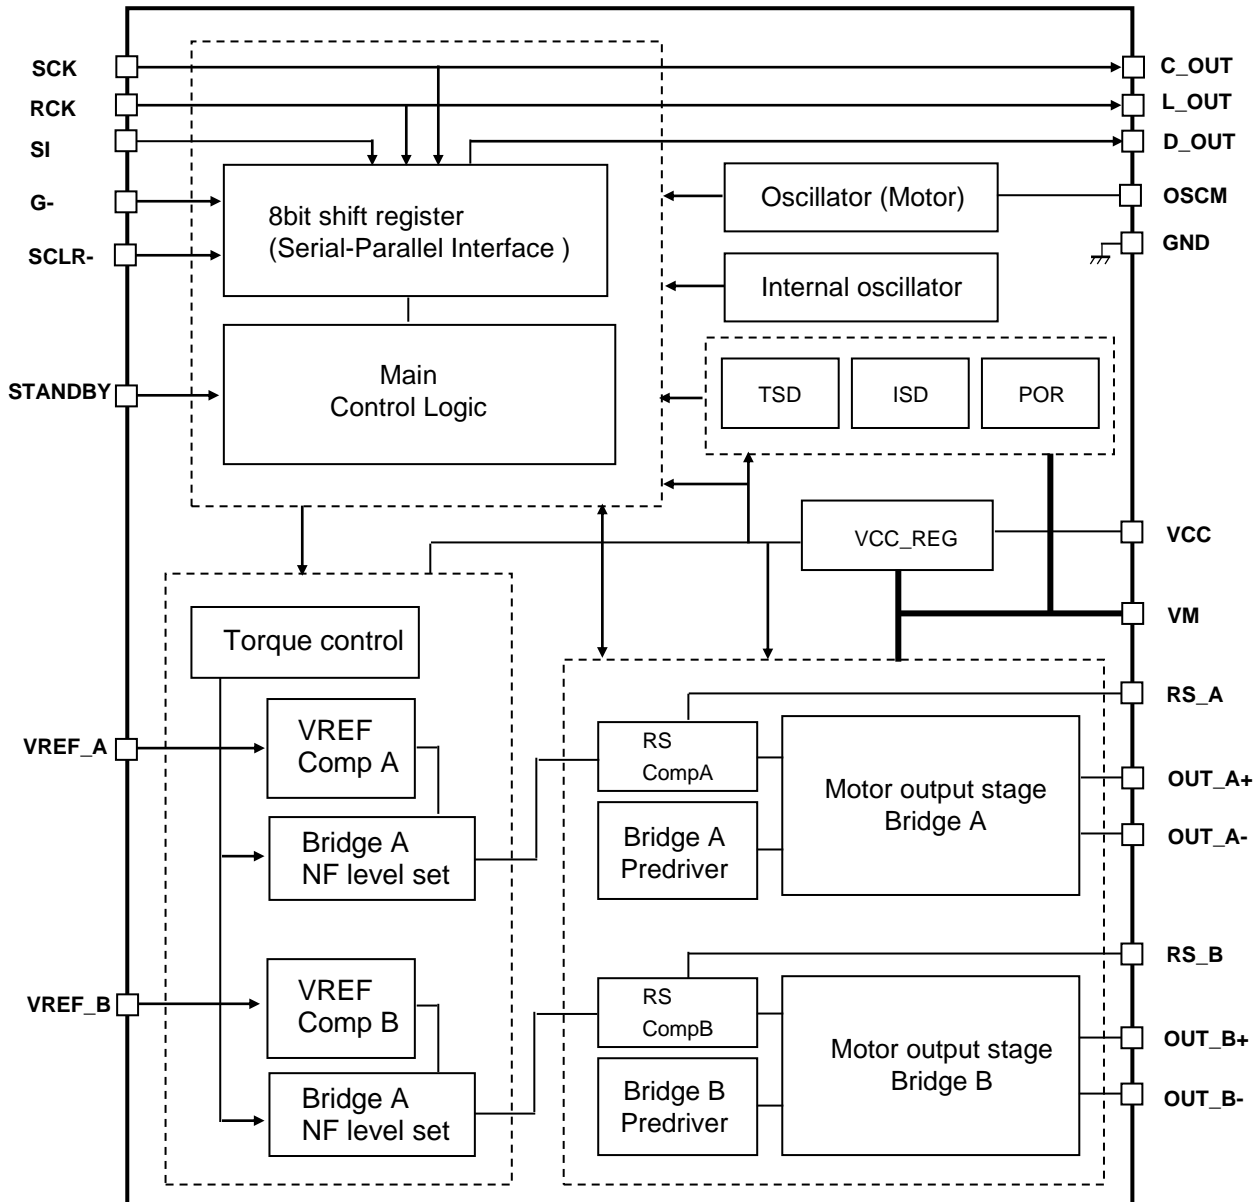 SCK
RCK
SI
G-
SCLR-
STANDBY
VREF_A
VREF_B
8bit shift register
(Serial-Parallel Interface )
Main
Control Logic
Oscillator (Motor)
Internal oscillator
TSD
ISD
POR
VCC_REG
Torque control
VREF
Comp A
Bridge A
NF level set
VREF
Comp B
Bridge A
NF level set
RS
CompA
Bridge A
Predriver
Motor output stage
Bridge A
RS
CompB
Bridge B
Predriver
Motor output stage
Bridge B
C_OUT
L_OUT
D_OUT
OSCM
GND
VCC
VM
RS_A
OUT_A+
OUT_A-
RS_B
OUT_B+
OUT_B-